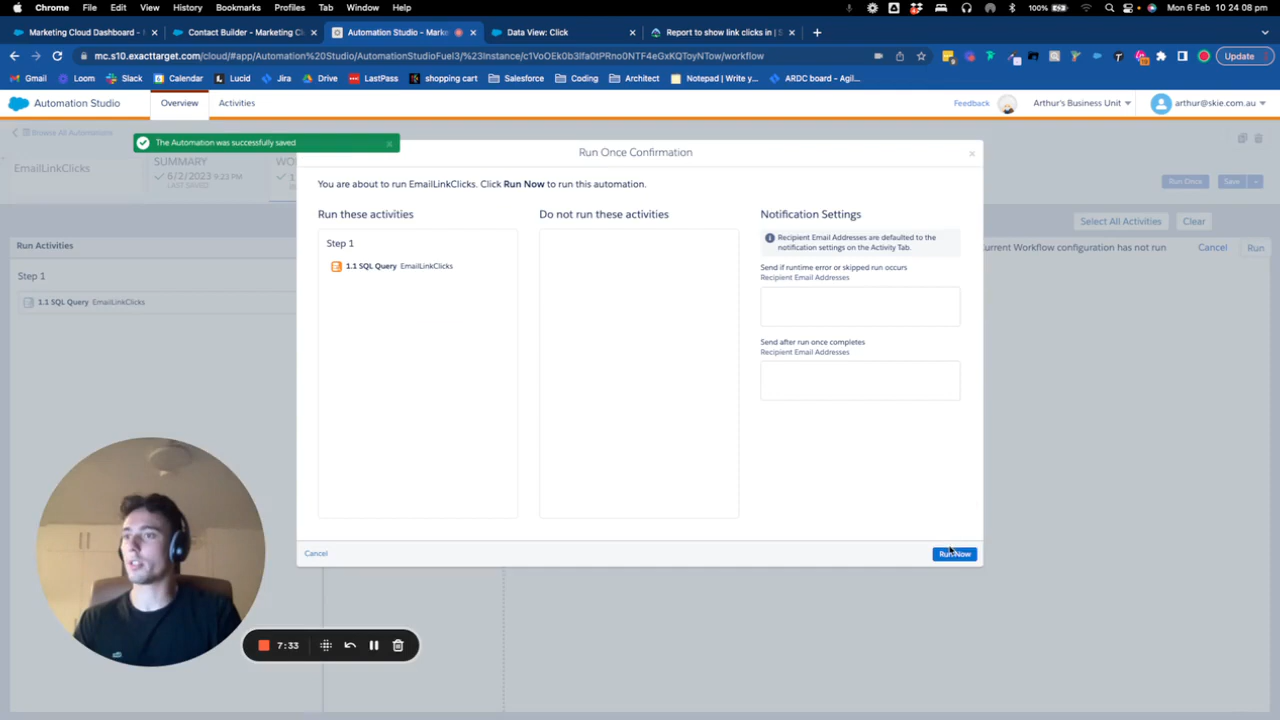 Chrome File Edit View History Bookmarks Profiles Tab Window Help 100% Mon 6 Feb 10 24 08 pm
Marketing Cloud Dashboard - Contact Builder - Marketing Cl Automation Studio - Marke Data View: Click Report to show link clicks in | S
mc.s10.exacttarget.com/cloud/#app/Automation%20Studio/AutomationStudioFuel3/%23Instance/c1VoOEk0b3lfa0tPRno0NTF4eGxKQToyNTow/workflow Update
Gmail Loom Slack Calendar Lucid Jira Drive LastPass shopping cart Salesforce Coding Architect Notepad | Write y... ARDC board - Agil...
Automation Studio Overview Activities Feedback Arthur's Business Unit arthur@skie.com.au
Browse All Automations
The Automation was successfully saved
EmailLinkClicks
SUMMARY
6/2/2023 9:23 PM
LAST SAVED
WO
1
Run Once Save
Run Once Confirmation
You are about to run EmailLinkClicks. Click Run Now to run this automation.
Run these activities
Do not run these activities
Notification Settings
Step 1
1.1 SQL Query EmailLinkClicks
Recipient Email Addresses are defaulted to the
notification settings on the Activity Tab.
Send if runtime error or skipped run occurs
Recipient Email Addresses
Send after run once completes
Recipient Email Addresses
Cancel
Run Now
Select All Activities Clear
Run Activities
Current Workflow configuration has not run Cancel Run
Step 1
1.1 SQL Query EmailLinkClicks
7:33